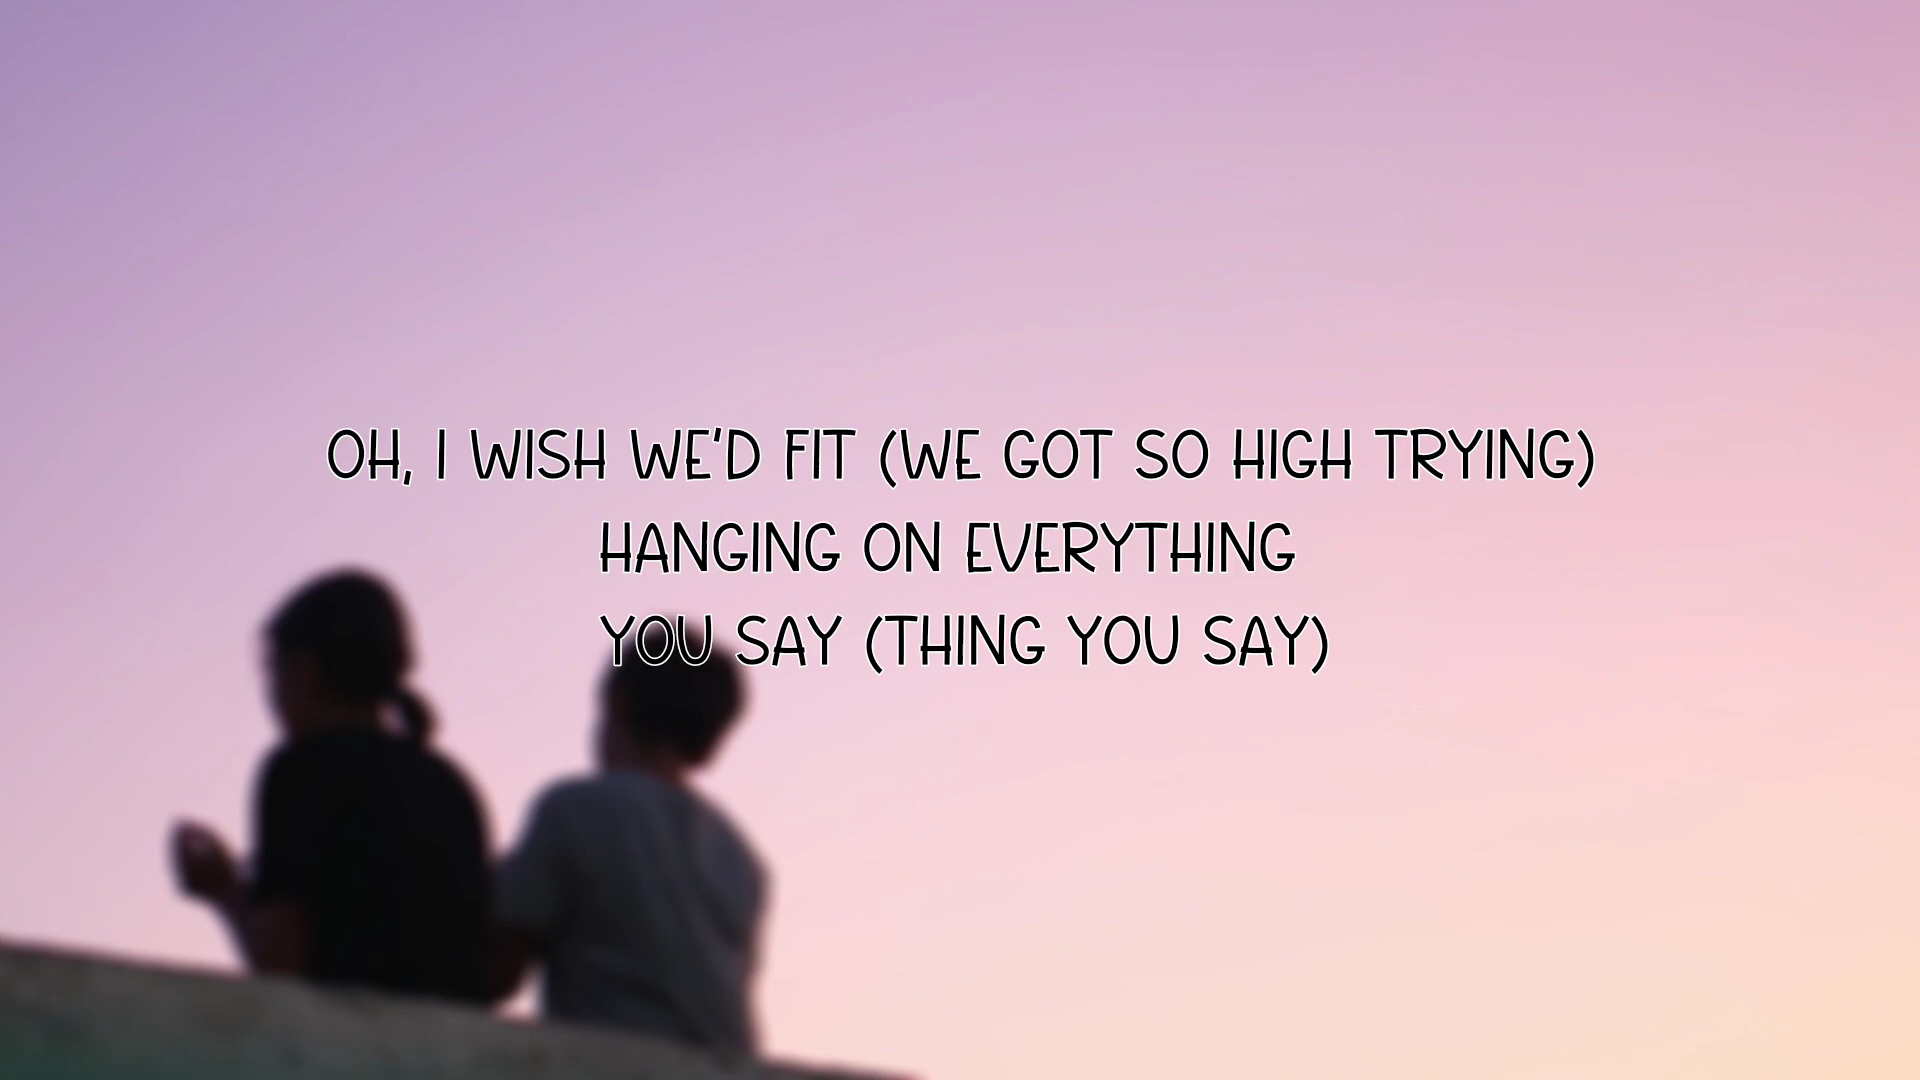 OH, I WISH WE'D FIT (WE GOT SO HIGH TRYING)
HANGING ON EVERYTHING
YOU SAY (THING YOU SAY)